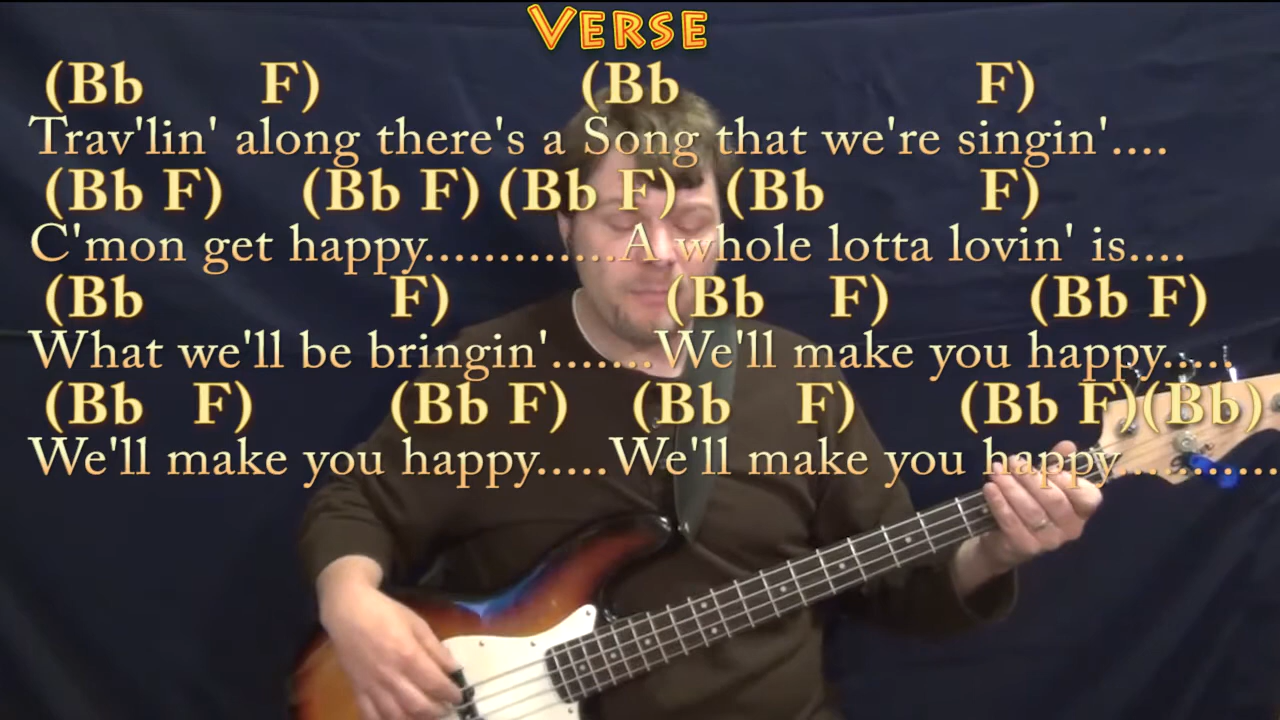 VERSE
(Bb F) (Bb F)
Trav'lin' along there's a Song that we're singin'....
(Bb F) (Bb F) (Bb F) (Bb F)
C'mon get happy.............A whole lotta lovin' is....
(Bb F) (Bb F) (Bb F)
What we'll be bringin'.......We'll make you happy.....
(Bb F) (Bb F) (Bb F) (Bb F)(Bb)
We'll make you happy.....We'll make you happy...........